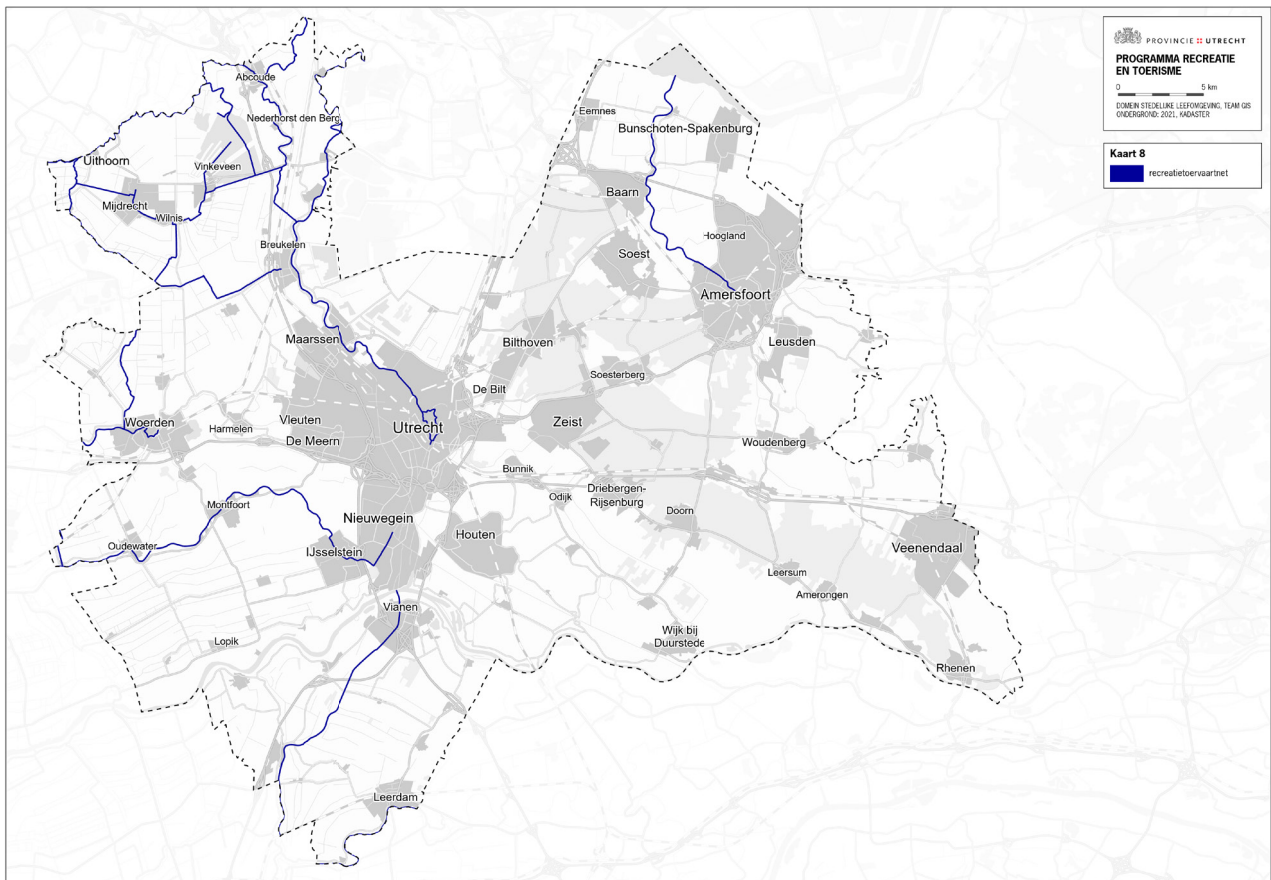 PROVINCIE :: UTRECHT
PROGRAMMA RECREATIE
EN TOERISME
0 5 km
DOMEIN STEDELIJKE LEEFOMGEVING, TEAM GIS
ONDERGROND: 2021, KADASTER
Kaart 8
recreatietoervaartnet
Abcoude
Nederhorst den Berg
Eemnes
Bunschoten-Spakenburg
Uithoorn
Vinkeveen
Mijdrecht
Wilnis
Baarn
Hoogland
Breukelen
Soest
Amersfoort
Maarssen
Bilthoven
Leusden
Soesterberg
De Bilt
Woerden
Harmelen
Vleuten
De Meern
Utrecht
Zeist
Woudenberg
Bunnik
Odijk
Driebergen-
Rijsenburg
Doorn
Montfoort
Nieuwegein
Houten
Oudewater
IJsselstein
Veenendaal
Leersum
Amerongen
Vianen
Lopik
Wijk bij
Duurstede
Rhenen
Leerdam